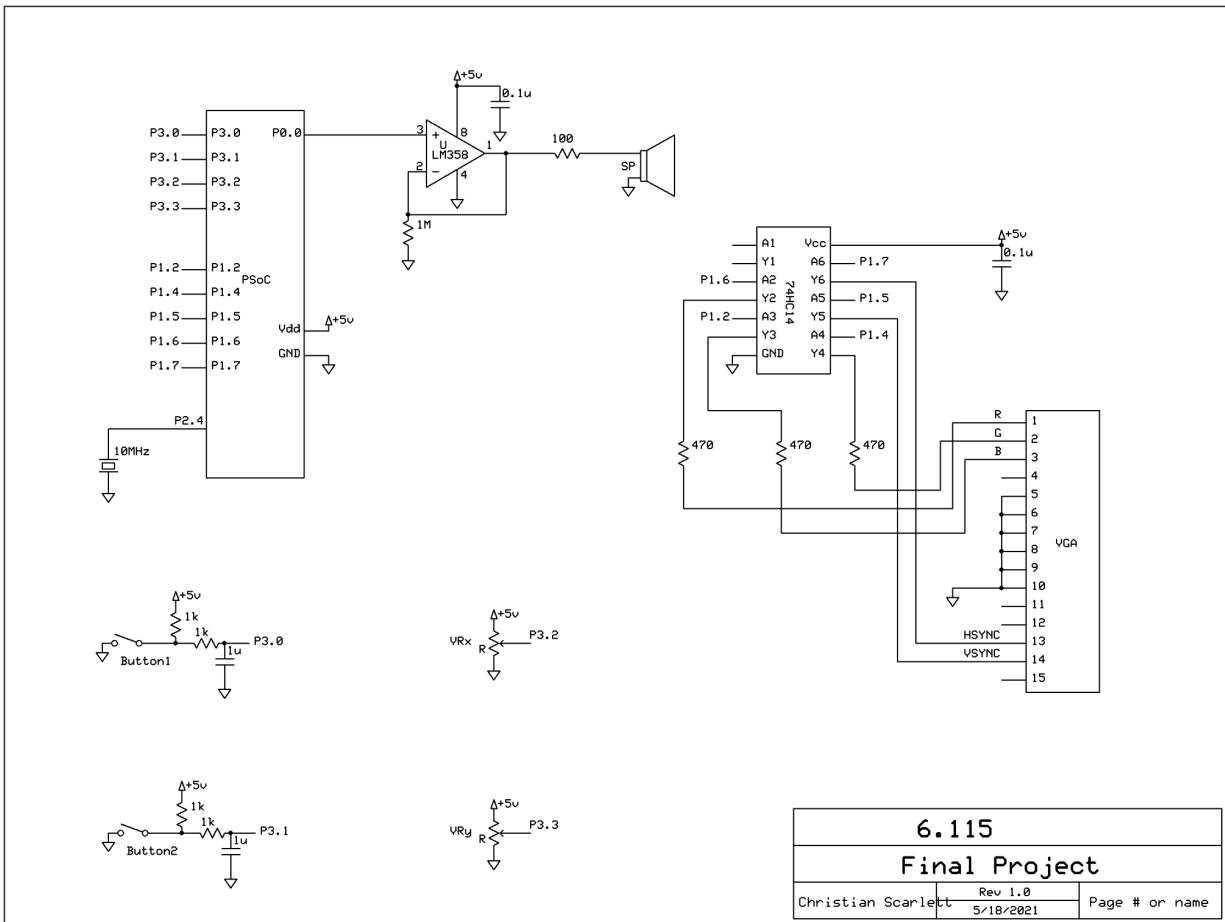 +5v
0.1u
P3.0 P3.0 P0.0
P3.1 P3.1
P3.2 P3.2
P3.3 P3.3
P1.2 P1.2
PSoC
P1.4 P1.4
P1.5 P1.5
P1.6 P1.6
P1.7 P1.7
Vdd +5v
GND
P2.4
10MHz
3 + 8
U
LM358 1
2 - 4
1M
100
SP
A1 Vcc +5v
0.1u
Y1 A6 P1.7
P1.6 A2 Y6
74HC14
Y2 A5 P1.5
P1.2 A3 Y5
Y3 A4 P1.4
GND Y4
470 470 470
R 1
G 2
B 3
4
5
6
7
VGA
8
9
10
11
12
HSYNC 13
VSYNC 14
15
+5v
1k
1k
1u
P3.0
Button1
+5v
VRx R P3.2
+5v
1k
1k
1u
P3.1
Button2
+5v
VRy R P3.3
6.115
Final Project
Christian Scarlett
Rev 1.0
5/18/2021
Page # or name